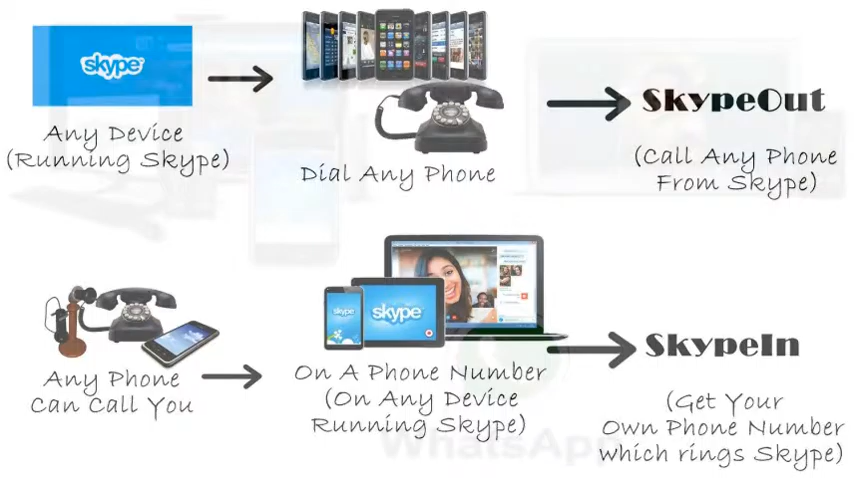 skype
Any Device
(Running Skype)
Dial Any Phone
SkypeOut
(Call Any Phone
From Skype)
Any Phone
Can Call You
skype
skype
On A Phone Number
(On Any Device
Running Skype)
SkypeIn
(Get Your
Own Phone Number
which rings Skype)
WhatsApp